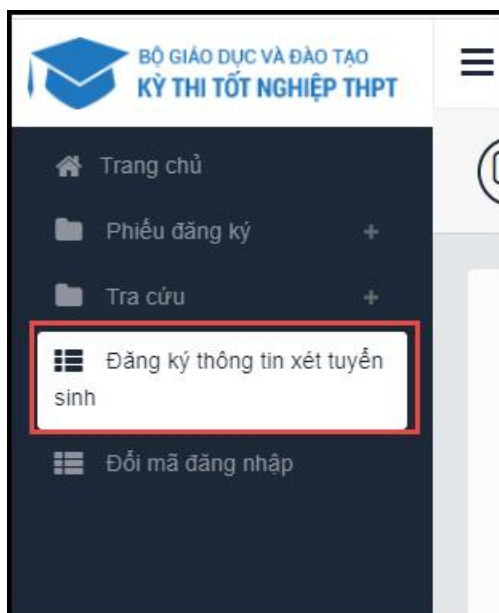 BỘ GIÁO DỤC VÀ ĐÀO TẠO
KỲ THI TỐT NGHIỆP THPT
Trang chủ
Phiếu đăng ký +
Tra cứu +
Đăng ký thông tin xét tuyển
sinh
Đổi mã đăng nhập